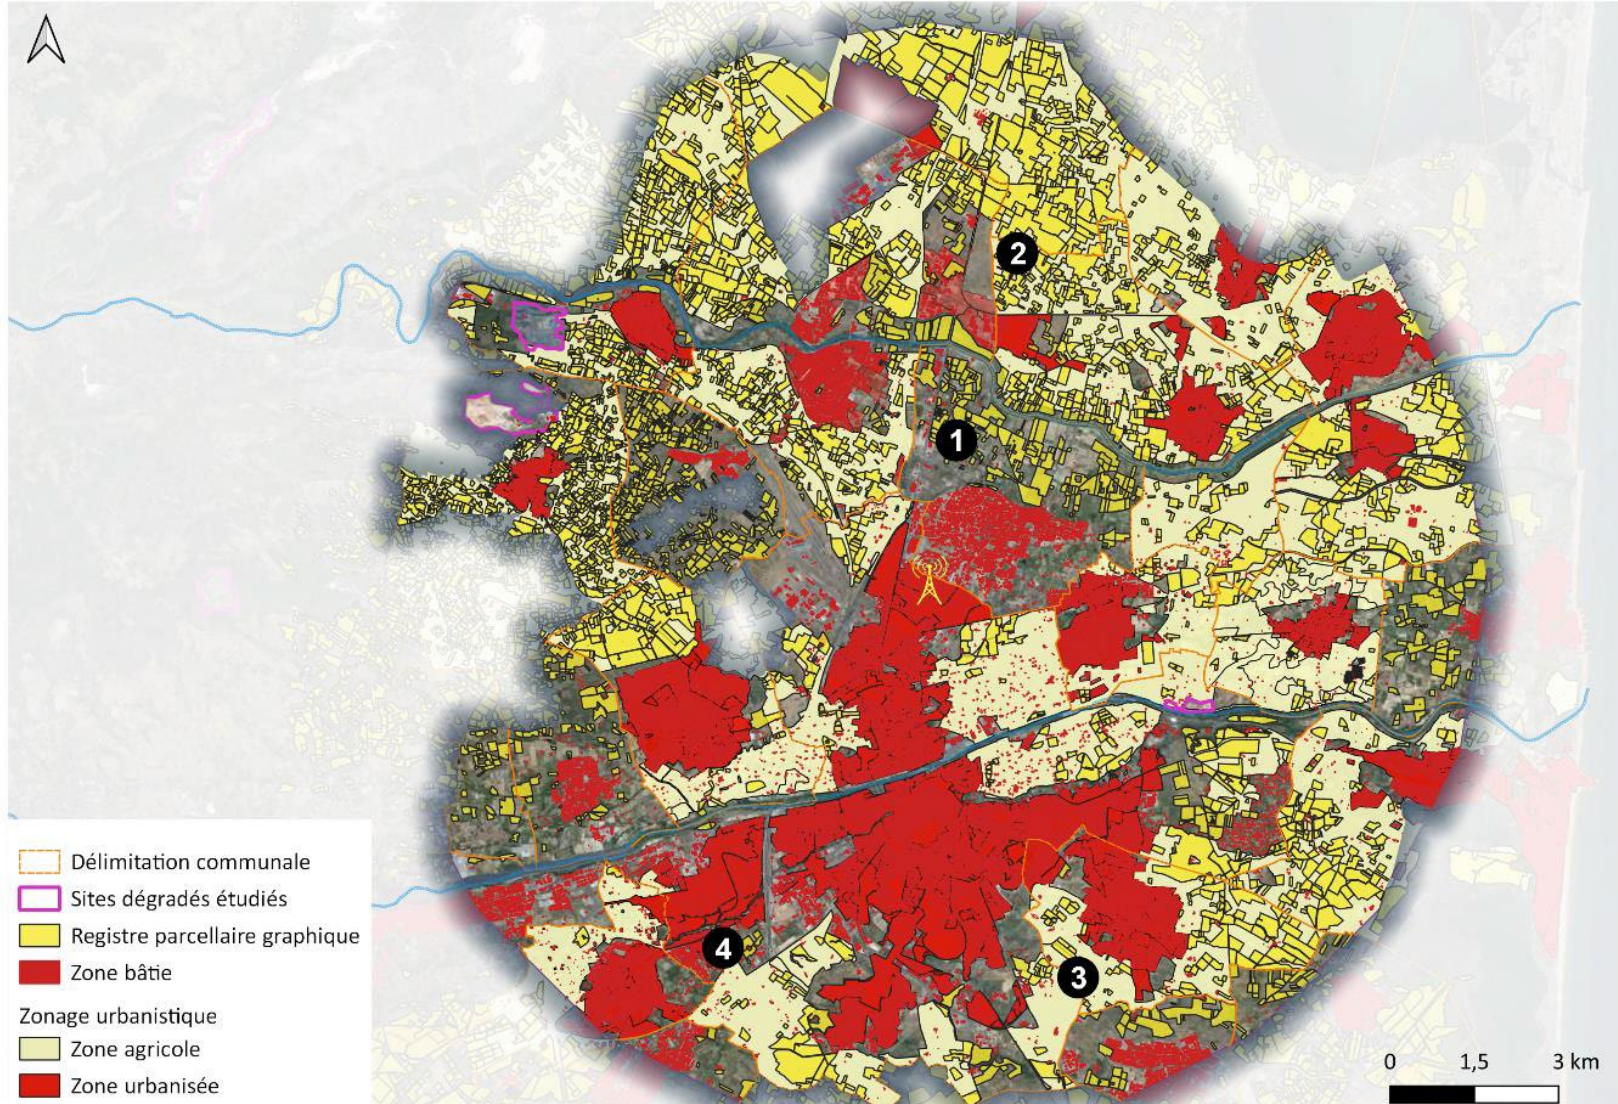 2
1
4
3
Délimitation communale
Sites dégradés étudiés
Registre parcellaire graphique
Zone bâtie
Zonage urbanistique
Zone agricole
Zone urbanisée
0 1,5 3 km